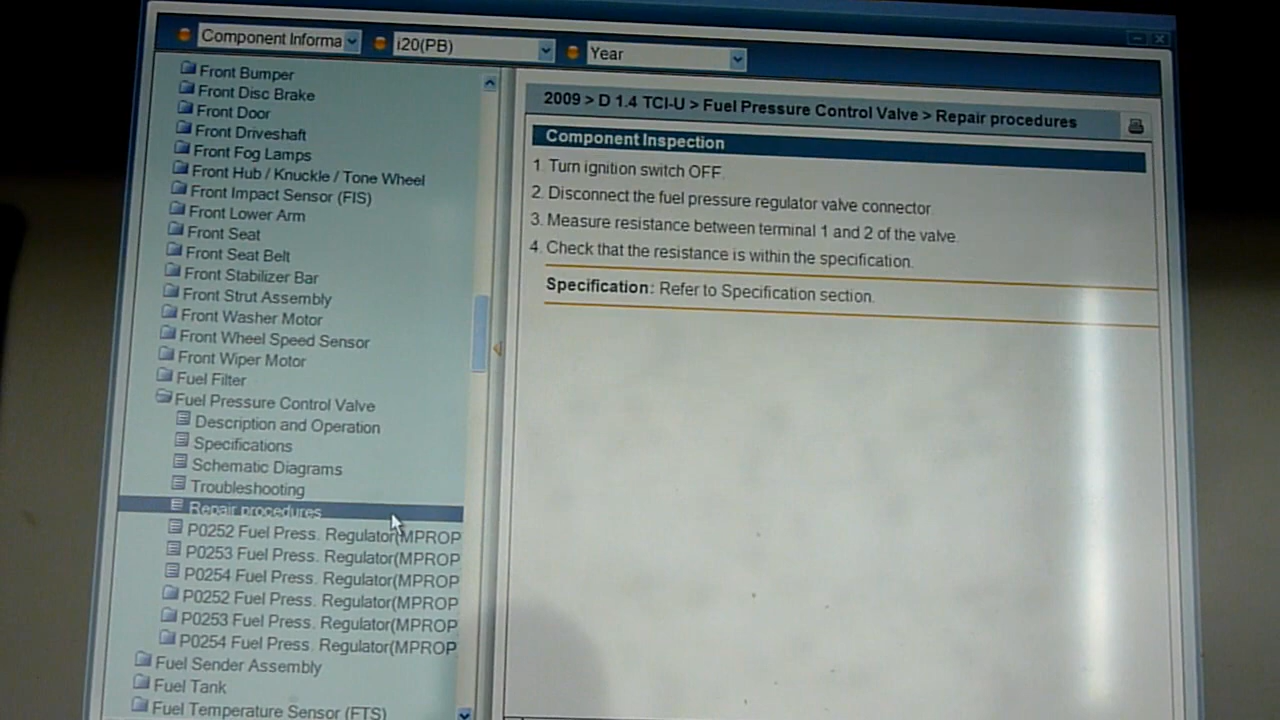 Component Informa
i20(PB)
Year
Front Bumper
Front Disc Brake
Front Door
Front Driveshaft
Front Fog Lamps
Front Hub / Knuckle / Tone Wheel
Front Impact Sensor (FIS)
Front Lower Arm
Front Seat
Front Seat Belt
Front Stabilizer Bar
Front Strut Assembly
Front Washer Motor
Front Wheel Speed Sensor
Front Wiper Motor
Fuel Filter
Fuel Pressure Control Valve
Description and Operation
Specifications
Schematic Diagrams
Troubleshooting
Repair procedures
P0252 Fuel Press. Regulator(MPROP
P0253 Fuel Press. Regulator(MPROP
P0254 Fuel Press. Regulator(MPROP
P0252 Fuel Press. Regulator(MPROP
P0253 Fuel Press. Regulator(MPROP
P0254 Fuel Press. Regulator(MPROP
Fuel Sender Assembly
Fuel Tank
Fuel Temperature Sensor (FTS)
2009 > D 1.4 TCI-U > Fuel Pressure Control Valve > Repair procedures
Component Inspection
1. Turn ignition switch OFF.
2. Disconnect the fuel pressure regulator valve connector.
3. Measure resistance between terminal 1 and 2 of the valve.
4. Check that the resistance is within the specification.
Specification: Refer to Specification section.